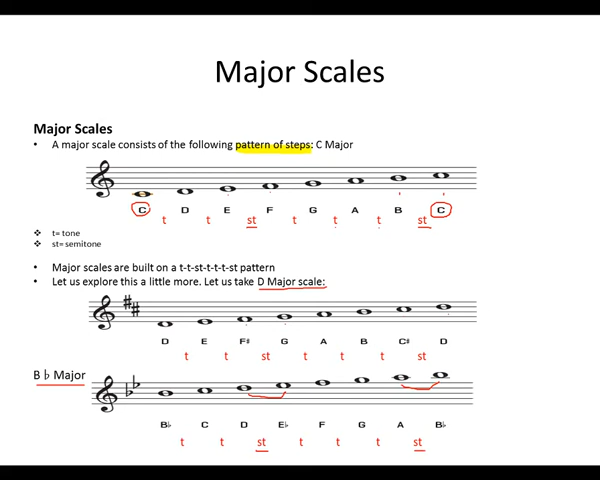 Major Scales
Major Scales
• A major scale consists of the following pattern of steps: C Major
C D E F G A B C
t t st t t t st
❖ t= tone
❖ st= semitone
• Major scales are built on a t-t-st-t-t-t-st pattern
• Let us explore this a little more. Let us take D Major scale:
D E F# G A B C# D
t t st t t t st
B♭ Major
B♭ C D E♭ F G A B♭
t t st t t t st